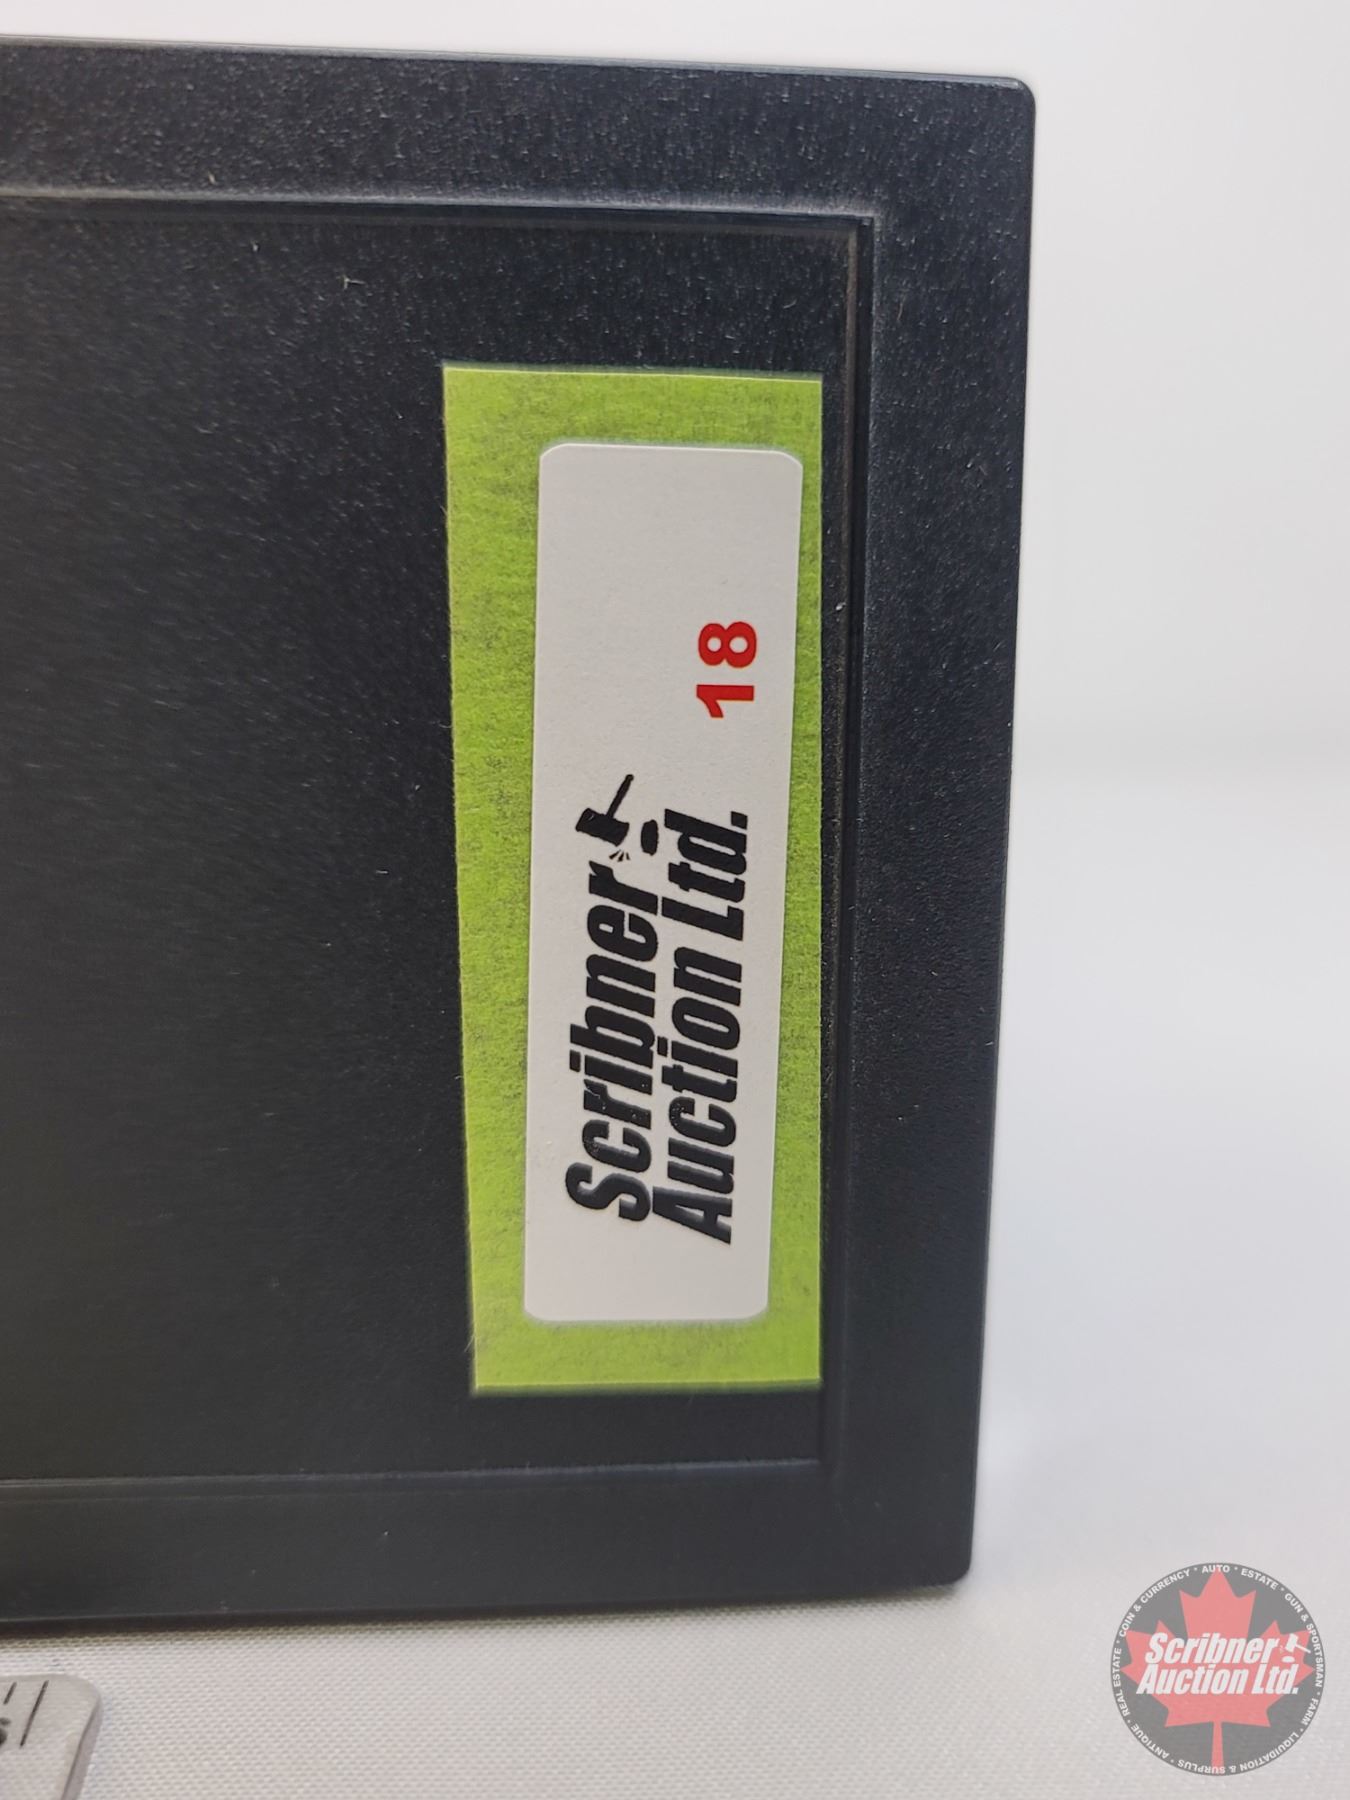 Scribner
Auction Ltd.
18
COIN & CURRENCY • AUTO • ESTATE • GUN & SPORTSMAN • FARM • LIQUIDATION & SURPLUS • ANTIQUE • REAL ESTATE •
Scribner
Auction Ltd.